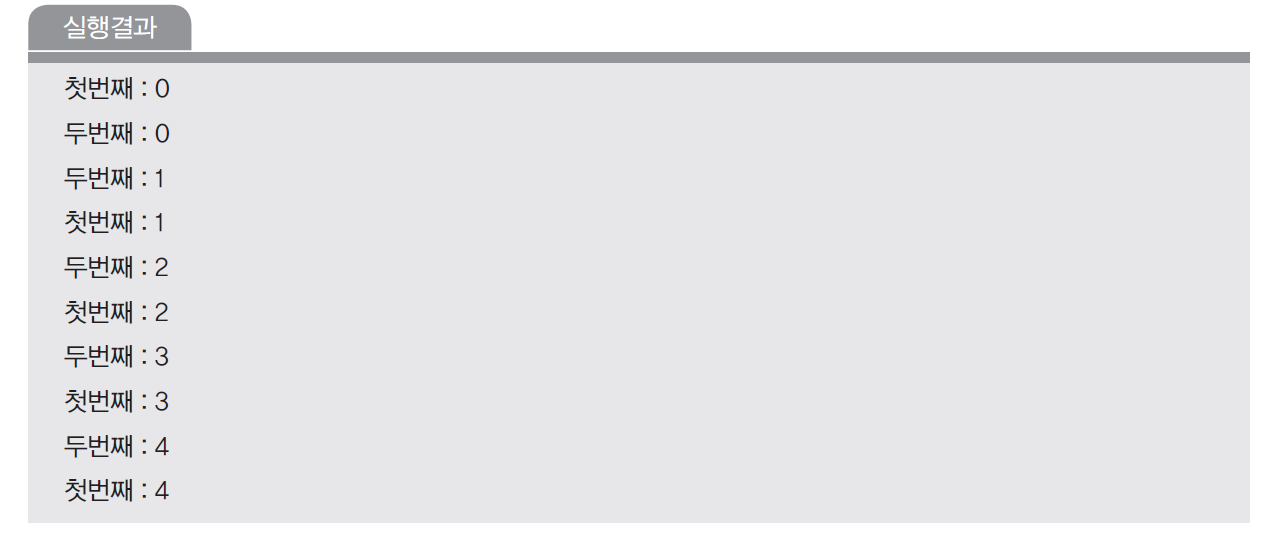 실행결과
첫번째 : 0
두번째 : 0
두번째 : 1
첫번째 : 1
두번째 : 2
첫번째 : 2
두번째 : 3
첫번째 : 3
두번째 : 4
첫번째 : 4